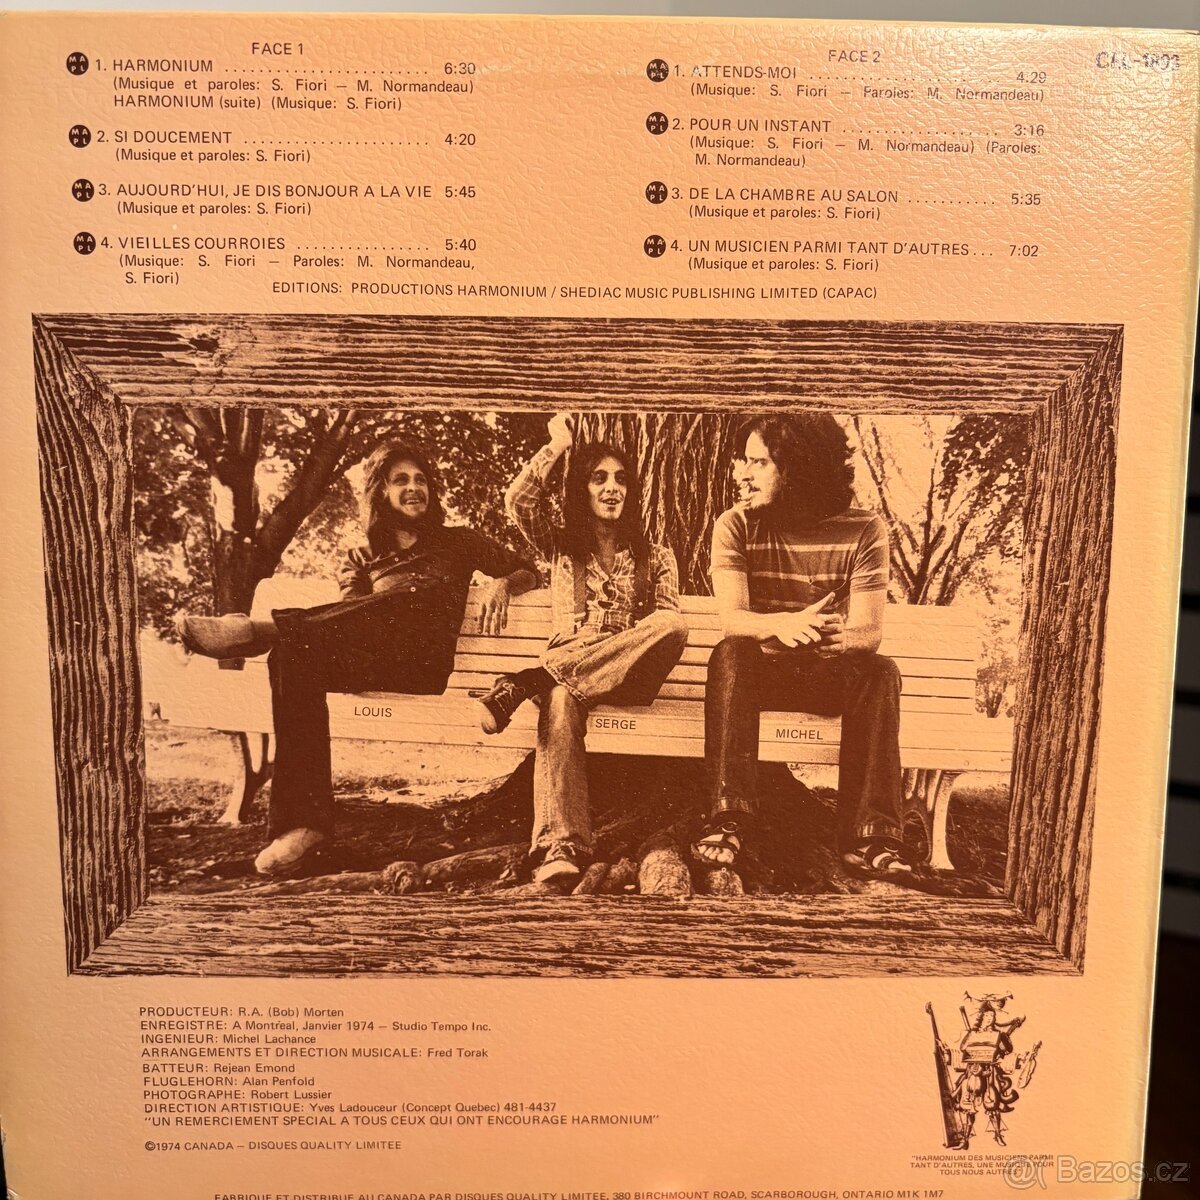 FACE 1
MAPL 1. HARMONIUM .................... 6:30
(Musique et paroles: S. Fiori — M. Normandeau)
HARMONIUM (suite) (Musique: S. Fiori)
MAPL 2. SI DOUCEMENT .................. 4:20
(Musique et paroles: S. Fiori)
MAPL 3. AUJOURD'HUI, JE DIS BONJOUR A LA VIE 5:45
(Musique et paroles: S. Fiori)
MAPL 4. VIEILLES COURROIES ............. 5:40
(Musique: S. Fiori — Paroles: M. Normandeau,
S. Fiori)
FACE 2
MAPL 1. ATTENDS-MOI .................... 4:29
(Musique: S. Fiori — Paroles: M. Normandeau)
MAPL 2. POUR UN INSTANT ................ 3:16
(Musique: S. Fiori — M. Normandeau) (Paroles:
M. Normandeau)
MAPL 3. DE LA CHAMBRE AU SALON .......... 5:35
(Musique et paroles: S. Fiori)
MAPL 4. UN MUSICIEN PARMI TANT D'AUTRES... 7:02
(Musique et paroles: S. Fiori)
EDITIONS: PRODUCTIONS HARMONIUM / SHEDIAC MUSIC PUBLISHING LIMITED (CAPAC)
LOUIS
SERGE
MICHEL
PRODUCTEUR: R.A. (Bob) Morten
ENREGISTRE: A Montreal, Janvier 1974 — Studio Tempo Inc.
INGENIEUR: Michel Lachance
ARRANGEMENTS ET DIRECTION MUSICALE: Fred Torak
BATTEUR: Rejean Emond
FLUGLEHORN: Alan Penfold
PHOTOGRAPHE: Robert Lussier
DIRECTION ARTISTIQUE: Yves Ladouceur (Concept Quebec) 481-4437
"UN REMERCIEMENT SPECIAL A TOUS CEUX QUI ONT ENCOURAGE HARMONIUM"
©1974 CANADA — DISQUES QUALITY LIMITEE
"HARMONIUM DES MUSICIENS PARMI
TANT D'AUTRES, UNE MUSIQUE POUR
TOUS NOUS AUTRES"
FABRIQUE ET DISTRIBUE AU CANADA PAR DISQUES QUALITY LIMITEE, 380 BIRCHMOUNT ROAD, SCARBOROUGH, ONTARIO M1K 1M7
Bazos.cz